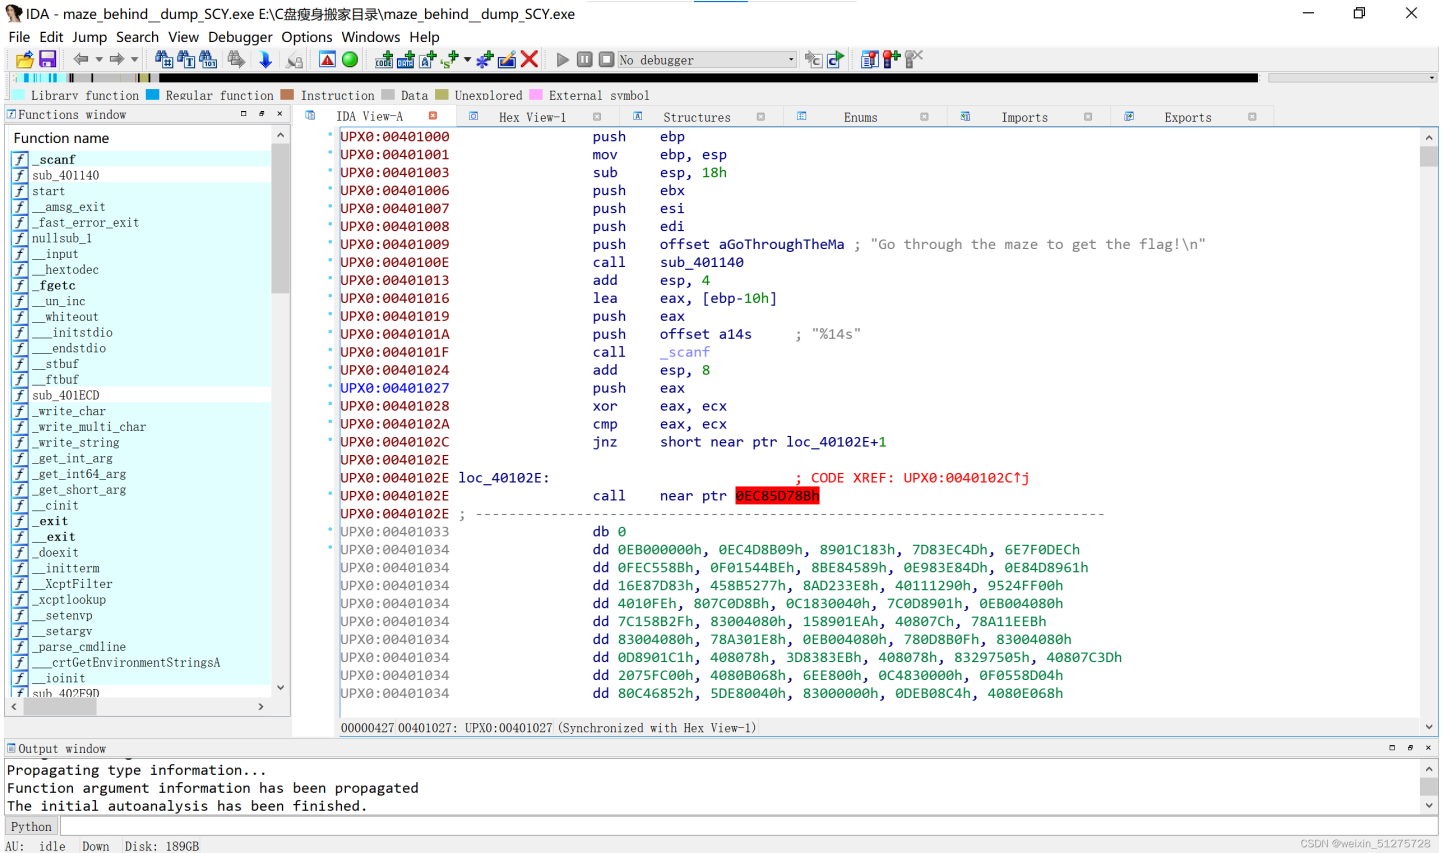 IDA - maze_behind__dump_SCY.exe E:\C盘瘦身搬家目录\maze_behind__dump_SCY.exe
File Edit Jump Search View Debugger Options Windows Help
No debugger
Library function Regular function Instruction Data Unexplored External symbol
Functions window
IDA View-A Hex View-1 Structures Enums Imports Exports
Function name
_scanf
sub_401140
start
__amsg_exit
_fast_error_exit
nullsub_1
__input
__hextodec
_fgetc
__un_inc
__whiteout
___initstdio
___endstdio
__stbuf
__ftbuf
sub_401ECD
_write_char
_write_multi_char
_write_string
_get_int_arg
_get_int64_arg
_get_short_arg
__cinit
_exit
__exit
_doexit
__initterm
__XcptFilter
_xcptlookup
__setenvp
__setargv
_parse_cmdline
___crtGetEnvironmentStringsA
__ioinit
sub_402E9D
UPX0:00401000 push ebp
UPX0:00401001 mov ebp, esp
UPX0:00401003 sub esp, 18h
UPX0:00401006 push ebx
UPX0:00401007 push esi
UPX0:00401008 push edi
UPX0:00401009 push offset aGoThroughTheMa ; "Go through the maze to get the flag!\n"
UPX0:0040100E call sub_401140
UPX0:00401013 add esp, 4
UPX0:00401016 lea eax, [ebp-10h]
UPX0:00401019 push eax
UPX0:0040101A push offset a14s ; "%14s"
UPX0:0040101F call _scanf
UPX0:00401024 add esp, 8
UPX0:00401027 push eax
UPX0:00401028 xor eax, ecx
UPX0:0040102A cmp eax, ecx
UPX0:0040102C jnz short near ptr loc_40102E+1
UPX0:0040102E
UPX0:0040102E loc_40102E: ; CODE XREF: UPX0:0040102C↑j
UPX0:0040102E call near ptr 0EC85D78Bh
UPX0:0040102E ; ---------------------------------------------------------------------------
UPX0:00401033 db 0
UPX0:00401034 dd 0EB000000h, 0EC4D8B09h, 8901C183h, 7D83EC4Dh, 6E7F0DECh
UPX0:00401034 dd 0FEC558Bh, 0F01544BEh, 8BE84589h, 0E983E84Dh, 0E84D8961h
UPX0:00401034 dd 16E87D83h, 458B5277h, 8AD233E8h, 40111290h, 9524FF00h
UPX0:00401034 dd 4010FEh, 807C0D8Bh, 0C1830040h, 7C0D8901h, 0EB004080h
UPX0:00401034 dd 7C158B2Fh, 83004080h, 158901EAh, 40807Ch, 78A11EEBh
UPX0:00401034 dd 83004080h, 78A301E8h, 0EB004080h, 780D8B0Fh, 83004080h
UPX0:00401034 dd 0D8901C1h, 408078h, 3D8383EBh, 408078h, 83297505h, 40807C3Dh
UPX0:00401034 dd 2075FC00h, 4080B068h, 6EE800h, 0C4830000h, 0F0558D04h
UPX0:00401034 dd 80C46852h, 5DE80040h, 83000000h, 0DEB08C4h, 4080E068h
00000427 00401027: UPX0:00401027 (Synchronized with Hex View-1)
Output window
Propagating type information...
Function argument information has been propagated
The initial autoanalysis has been finished.
Python
AU: idle Down Disk: 189GB
CSDN @weixin_51275728